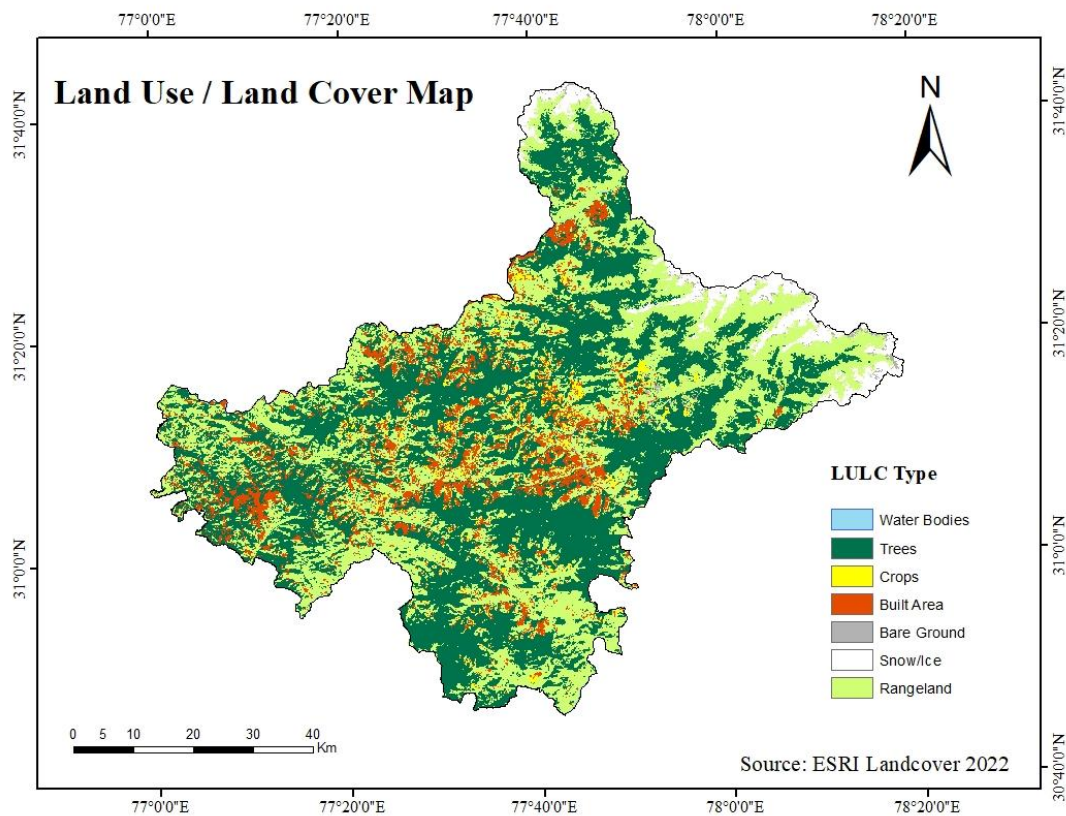 77°0'0"E 77°20'0"E 77°40'0"E 78°0'0"E 78°20'0"E
Land Use / Land Cover Map
N
31°40'0"N 31°40'0"N
31°20'0"N 31°20'0"N
LULC Type
Water Bodies
Trees
Crops
Built Area
Bare Ground
Snow/Ice
Rangeland
31°0'0"N 31°0'0"N
0 5 10 20 30 40
Km
Source: ESRI Landcover 2022
30°40'0"N
77°0'0"E 77°20'0"E 77°40'0"E 78°0'0"E 78°20'0"E